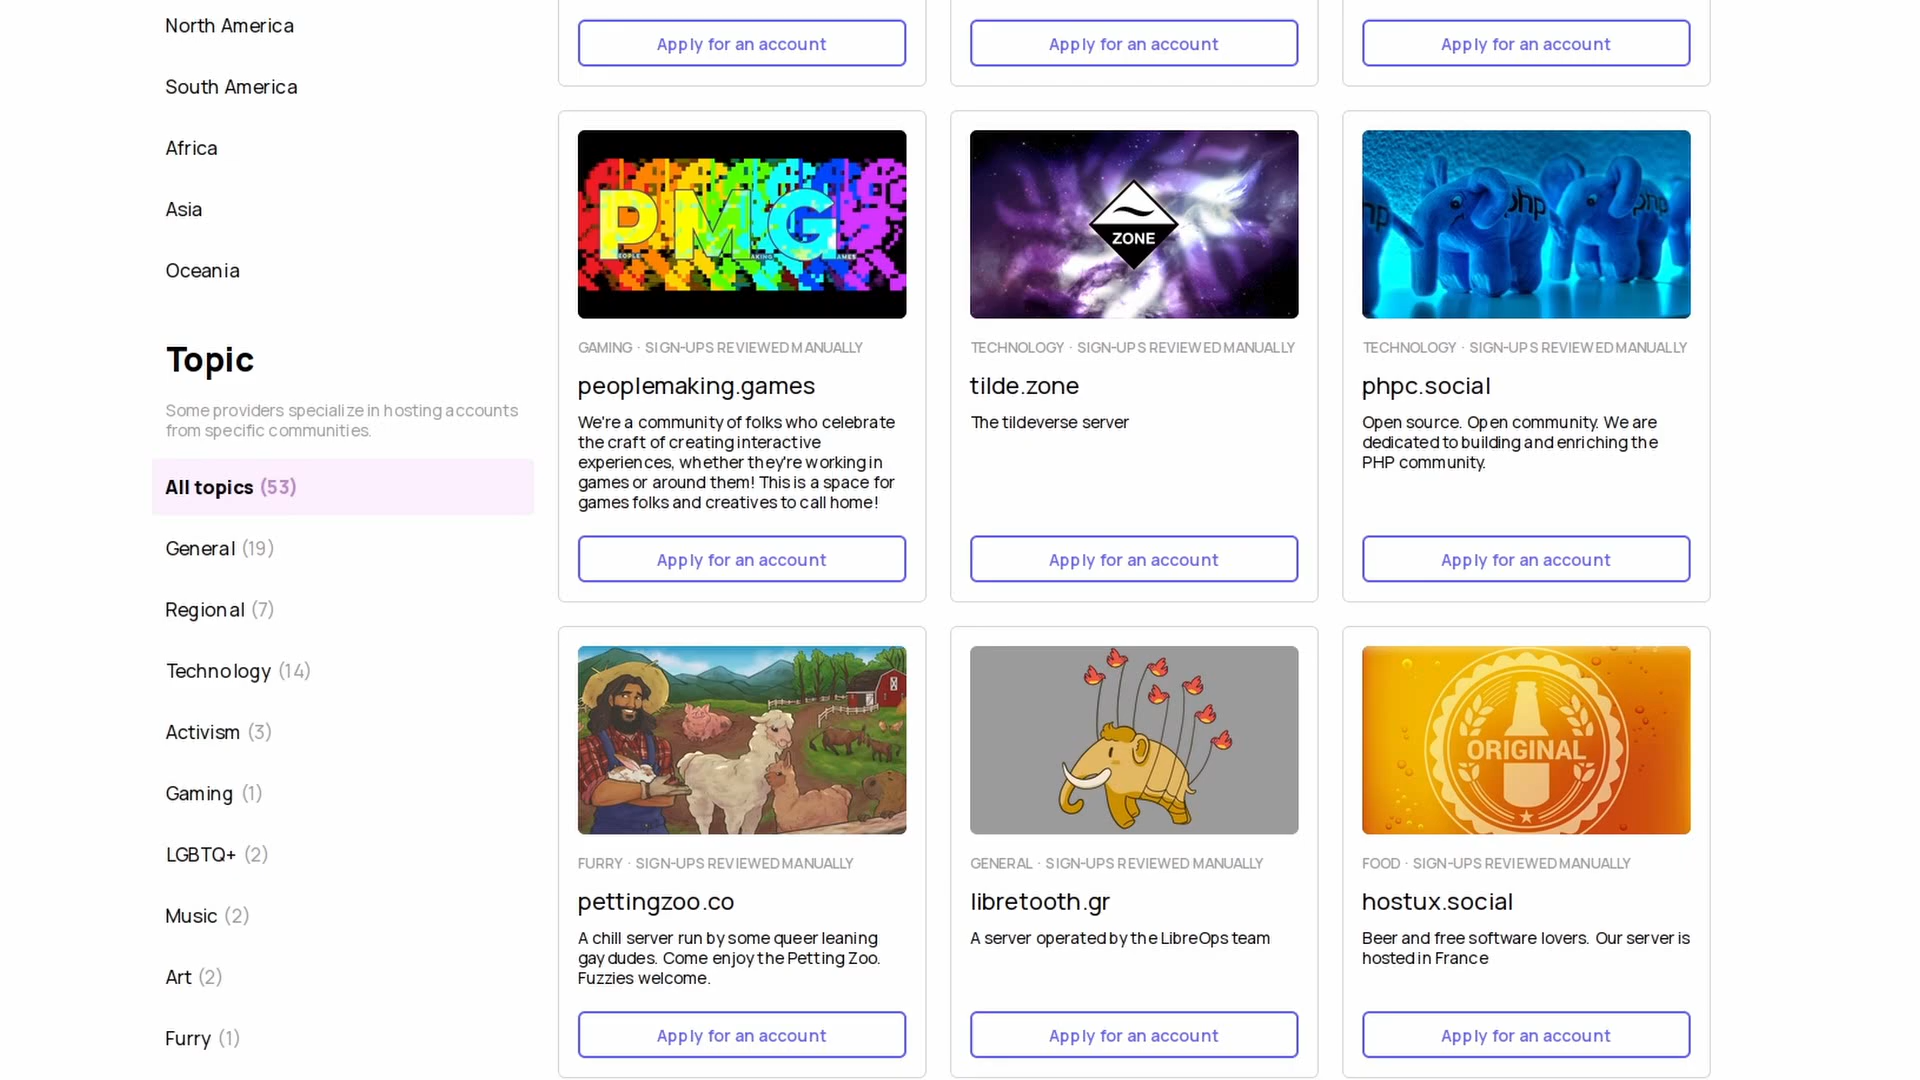 North America
South America
Africa
Asia
Oceania
Topic
Some providers specialize in hosting accounts
from specific communities.
All topics (53)
General (19)
Regional (7)
Technology (14)
Activism (3)
Gaming (1)
LGBTQ+ (2)
Music (2)
Art (2)
Furry (1)
Apply for an account
Apply for an account
Apply for an account
PMG
GAMING · SIGN-UPS REVIEWED MANUALLY
peoplemaking.games
We're a community of folks who celebrate
the craft of creating interactive
experiences, whether they're working in
games or around them! This is a space for
games folks and creatives to call home!
Apply for an account
ZONE
TECHNOLOGY · SIGN-UPS REVIEWED MANUALLY
tilde.zone
The tildeverse server
Apply for an account
php
php
TECHNOLOGY · SIGN-UPS REVIEWED MANUALLY
phpc.social
Open source. Open community. We are
dedicated to building and enriching the
PHP community.
Apply for an account
FURRY · SIGN-UPS REVIEWED MANUALLY
pettingzoo.co
A chill server run by some queer leaning
gay dudes. Come enjoy the Petting Zoo.
Fuzzies welcome.
Apply for an account
GENERAL · SIGN-UPS REVIEWED MANUALLY
libretooth.gr
A server operated by the LibreOps team
Apply for an account
ORIGINAL
FOOD · SIGN-UPS REVIEWED MANUALLY
hostux.social
Beer and free software lovers. Our server is
hosted in France
Apply for an account